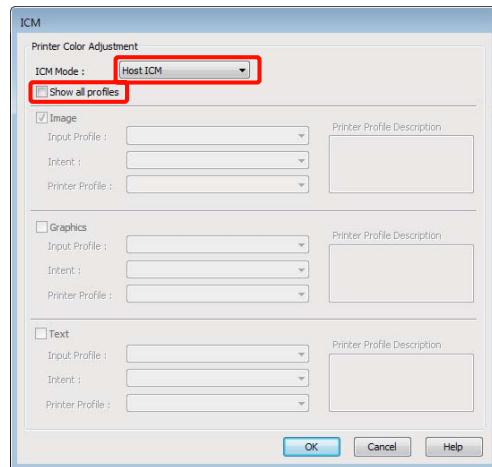 ICM
Printer Color Adjustment
ICM Mode : Host ICM
Show all profiles
Image
Input Profile : Printer Profile Description
Intent :
Printer Profile :
Graphics
Input Profile : Printer Profile Description
Intent :
Printer Profile :
Text
Input Profile : Printer Profile Description
Intent :
Printer Profile :
OK Cancel Help